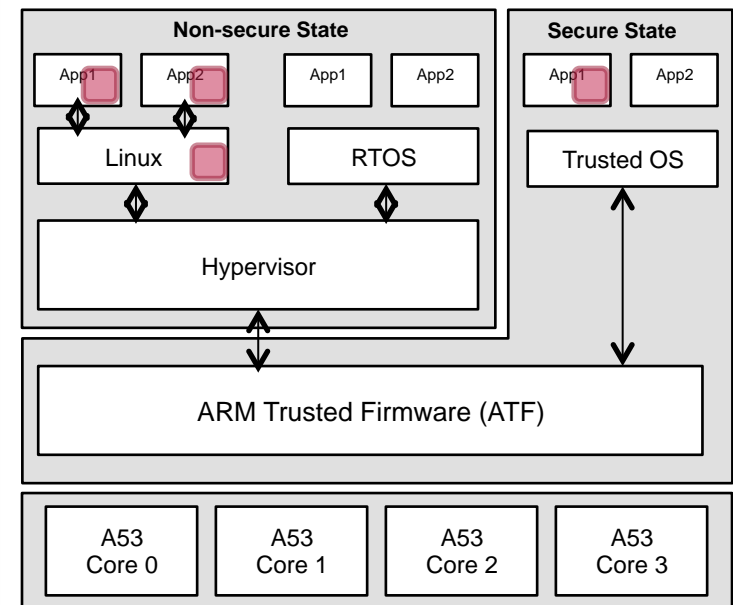 Non-secure State
Secure State
App1
App2
App1
App2
App1
App2
Linux
RTOS
Trusted OS
Hypervisor
ARM Trusted Firmware (ATF)
A53
Core 0
A53
Core 1
A53
Core 2
A53
Core 3